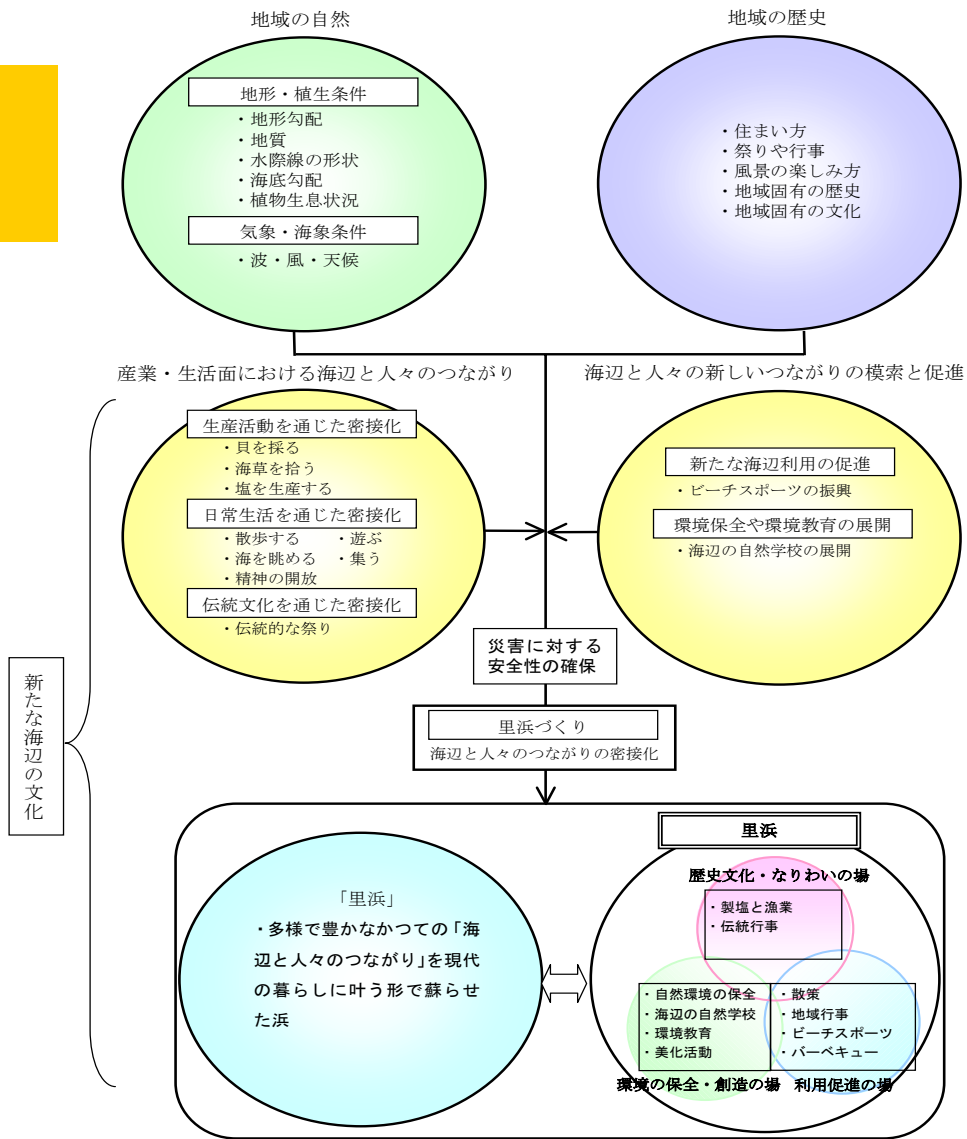 地域の自然
地形・植生条件
・地形勾配
・地質
・水際線の形状
・海底勾配
・植物生息状況
気象・海象条件
・波・風・天候
地域の歴史
・住まい方
・祭りや行事
・風景の楽しみ方
・地域固有の歴史
・地域固有の文化
産業・生活面における海辺と人々のつながり
生産活動を通じた密接化
・貝を採る
・海草を拾う
・塩を生産する
日常生活を通じた密接化
・散歩する ・遊ぶ
・海を眺める ・集う
・精神の開放
伝統文化を通じた密接化
・伝統的な祭り
海辺と人々の新しいつながりの模索と促進
新たな海辺利用の促進
・ビーチスポーツの振興
環境保全や環境教育の展開
・海辺の自然学校の展開
災害に対する
安全性の確保
新たな海辺の文化
里浜づくり
海辺と人々のつながりの密接化
「里浜」
・多様で豊かなかつての「海
辺と人々のつながり」を現代
の暮らしに叶う形で蘇らせ
た浜
里浜
歴史文化・なりわいの場
・製塩と漁業
・伝統行事
・自然環境の保全
・海辺の自然学校
・環境教育
・美化活動
環境の保全・創造の場
・散策
・地域行事
・ビーチスポーツ
・バーベキュー
利用促進の場